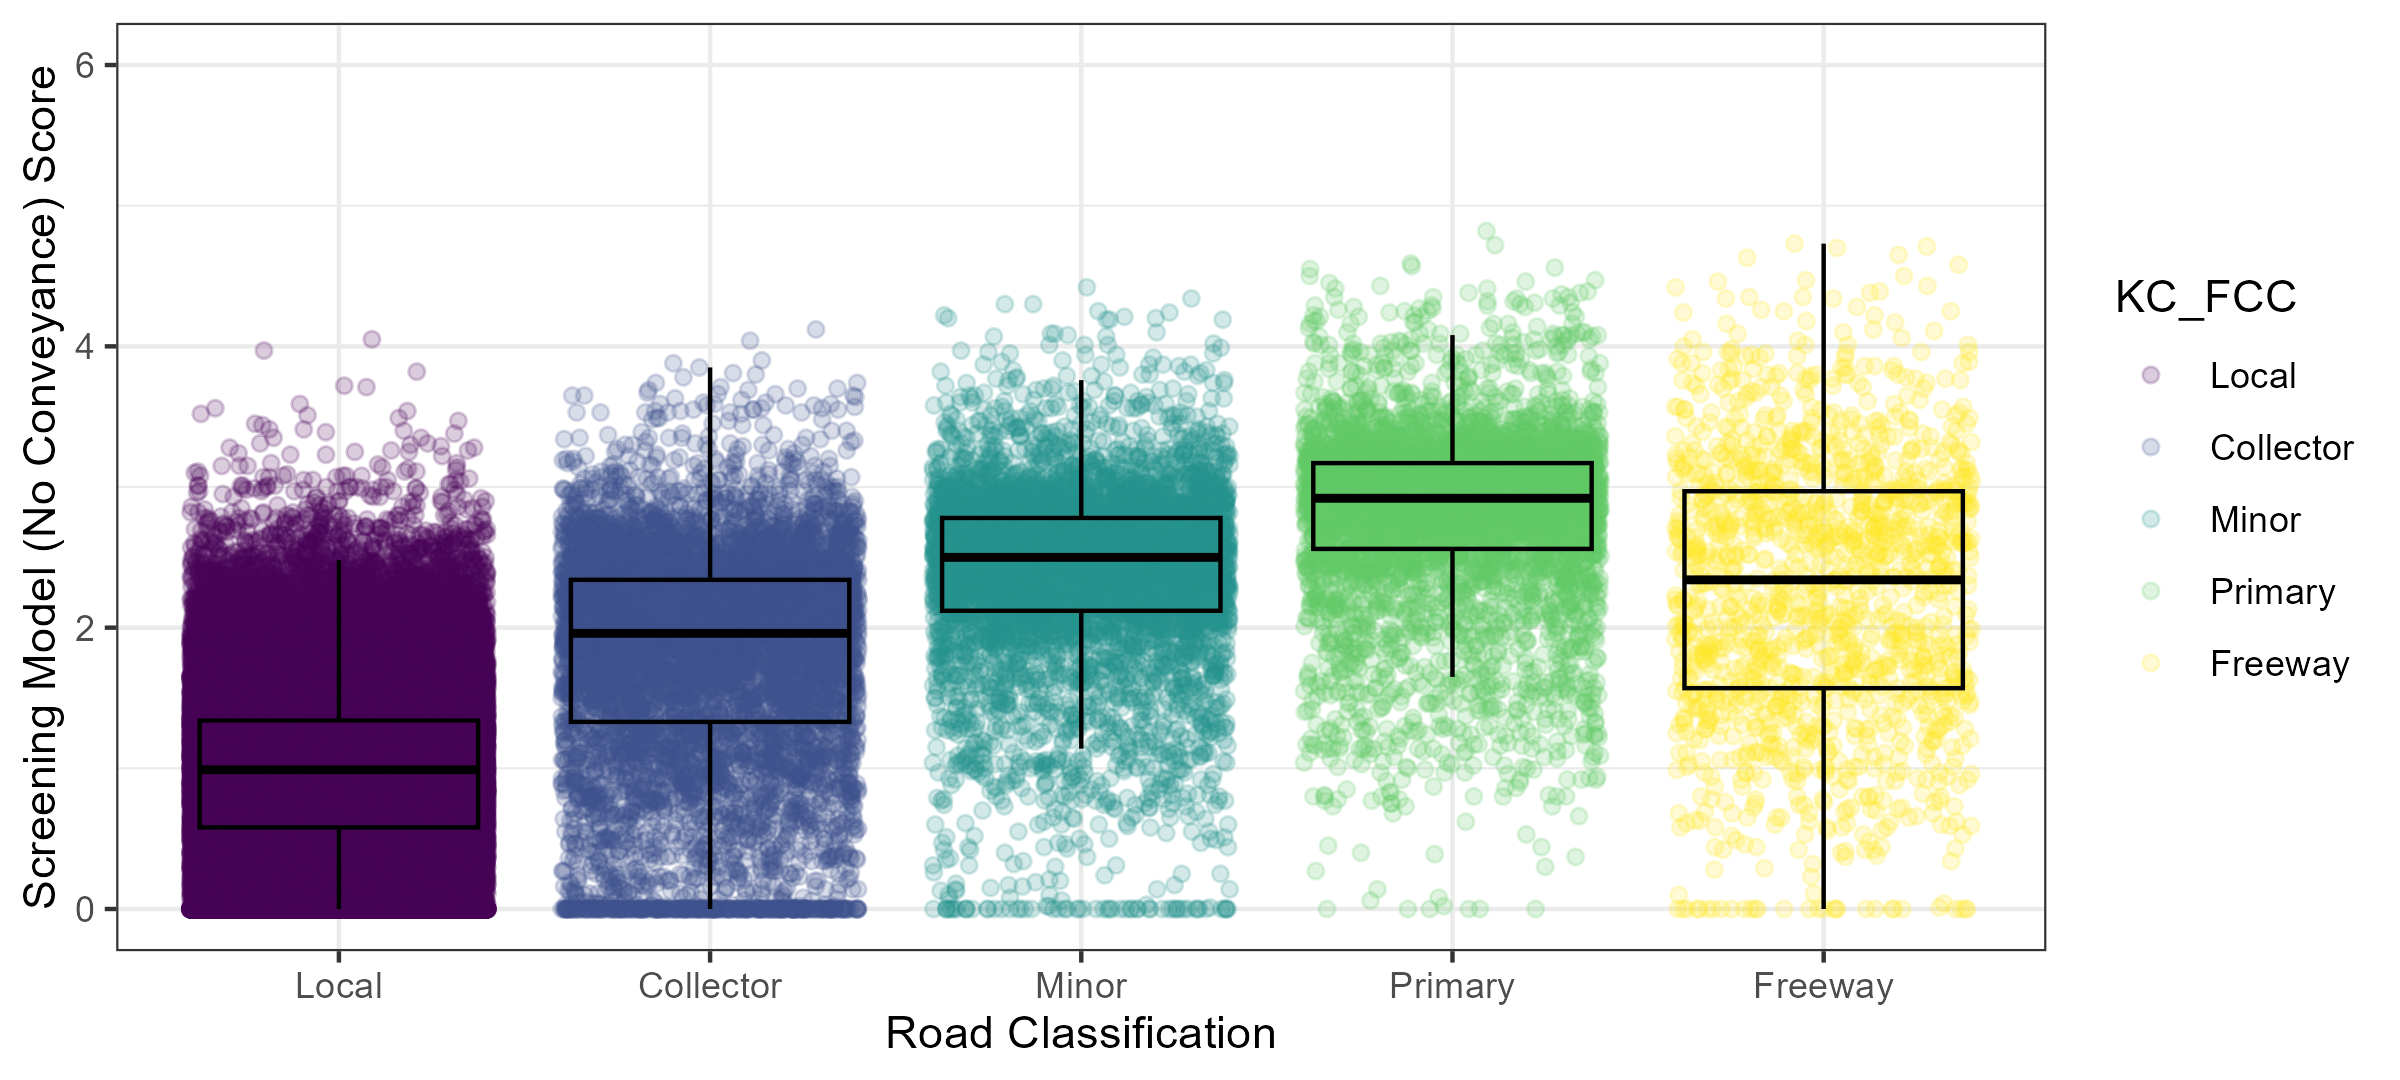 Screening Model (No Conveyance) Score
6
4
2
0
Local
Collector
Minor
Primary
Freeway
Road Classification
KC_FCC
Local
Collector
Minor
Primary
Freeway